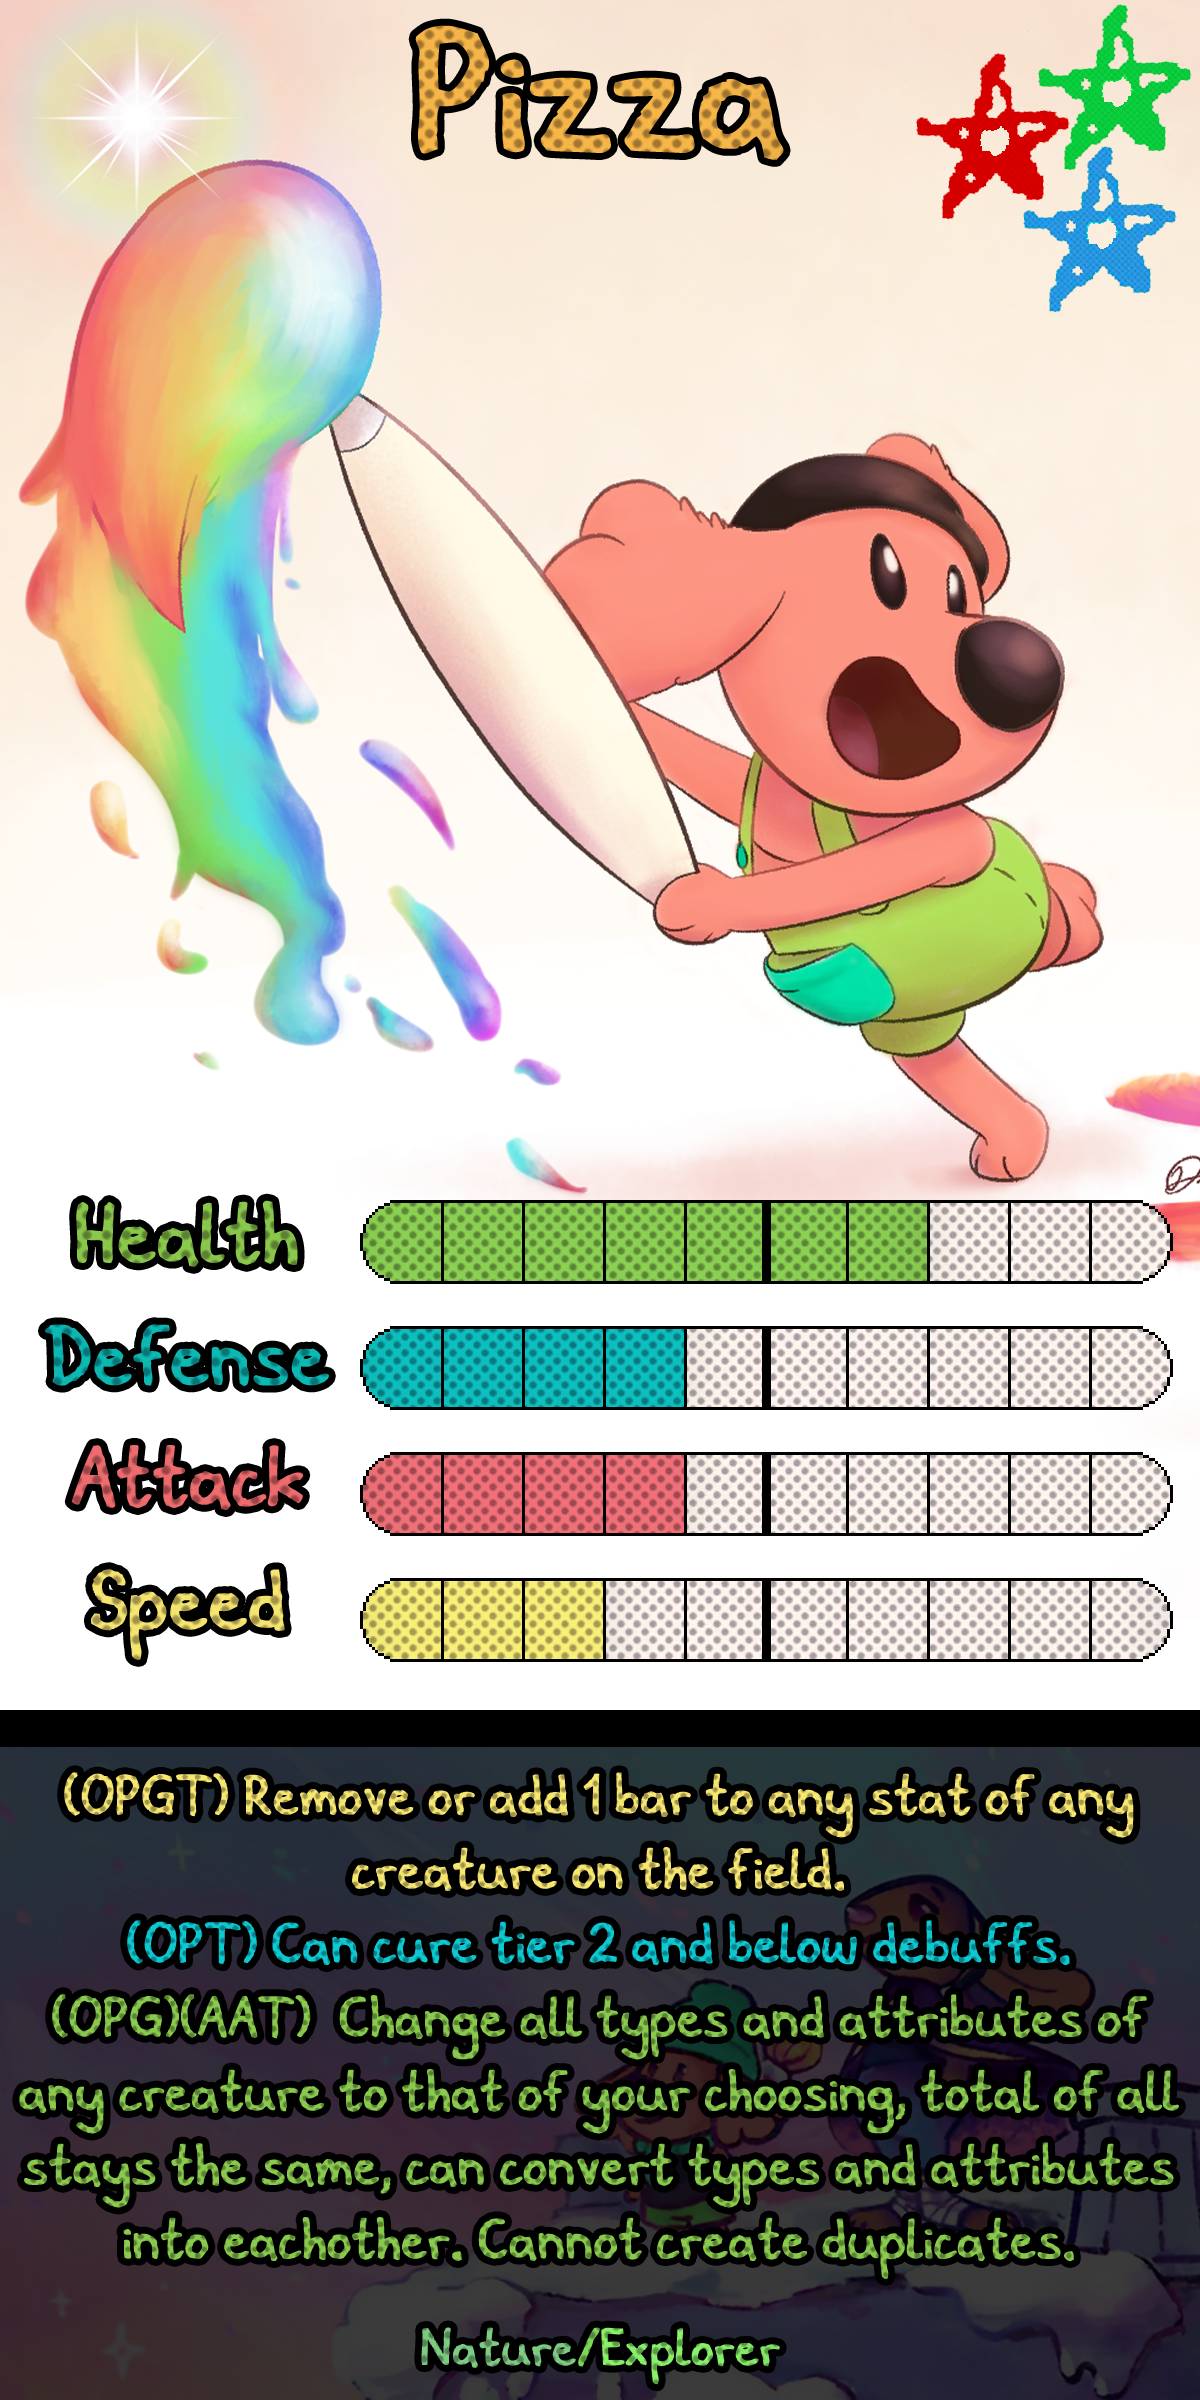 Pizza
Health
Defense
Attack
Speed
(OPGT) Remove or add 1 bar to any stat of any
creature on the field.
(OPT) Can cure tier 2 and below debuffs.
(OPG)(AAT) Change all types and attributes of
any creature to that of your choosing, total of all
stays the same, can convert types and attributes
into eachother. Cannot create duplicates.
Nature/Explorer